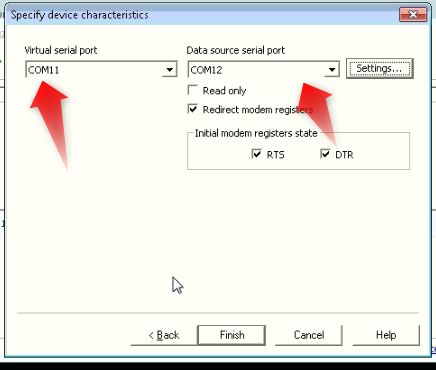 Specify device characteristics
Virtual serial port
Data source serial port
COM11
COM12
Settings...
Read only
Redirect modem registers
Initial modem registers state
RTS
DTR
< Back
Finish
Cancel
Help